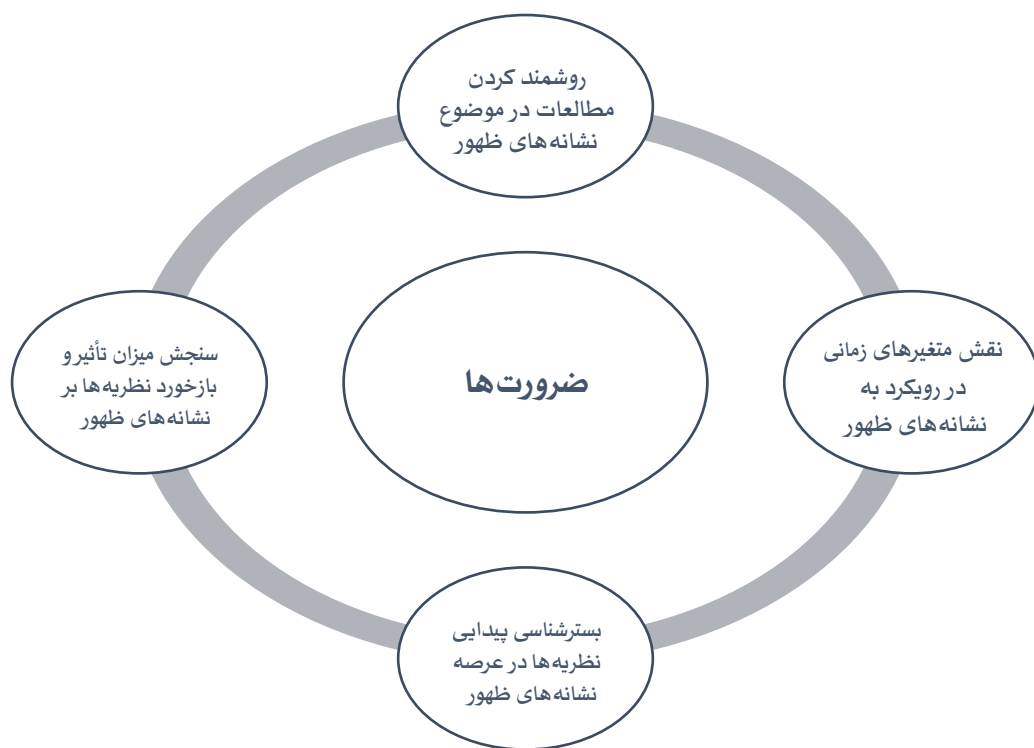 روشمند کردن
مطالعات در موضوع
نشانه‌های ظهور
نقش متغیرهای زمانی
در رویکرد به
نشانه‌های ظهور
ضرورت‌ها
سنجش میزان تأثیر و
بازخورد نظریه‌ها بر
نشانه‌های ظهور
بسترشناسی پیدایی
نظریه‌ها در عرصه
نشانه‌های ظهور